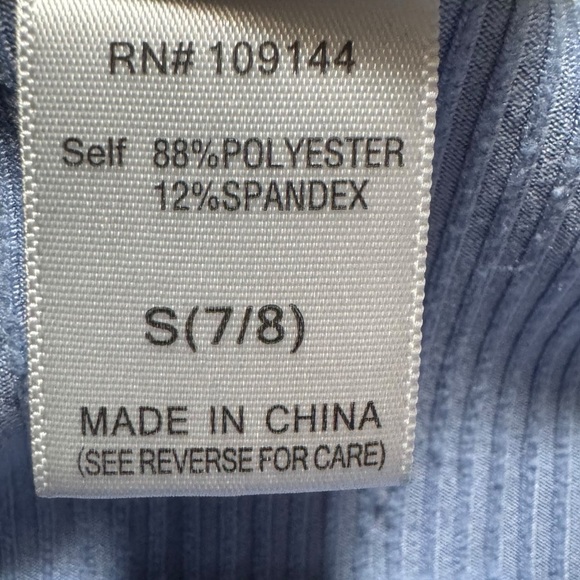 RN# 109144
Self 88%POLYESTER
12%SPANDEX
S(7/8)
MADE IN CHINA
(SEE REVERSE FOR CARE)